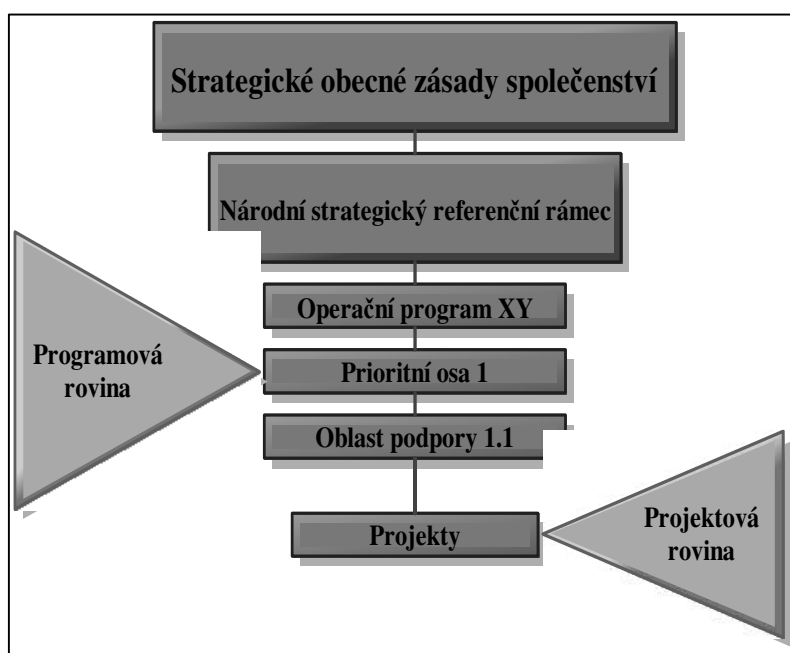 Strategické obecné zásady společenství
Národní strategický referenční rámec
Operační program XY
Programová
rovina
Prioritní osa 1
Oblast podpory 1.1
Projekty
Projektová
rovina